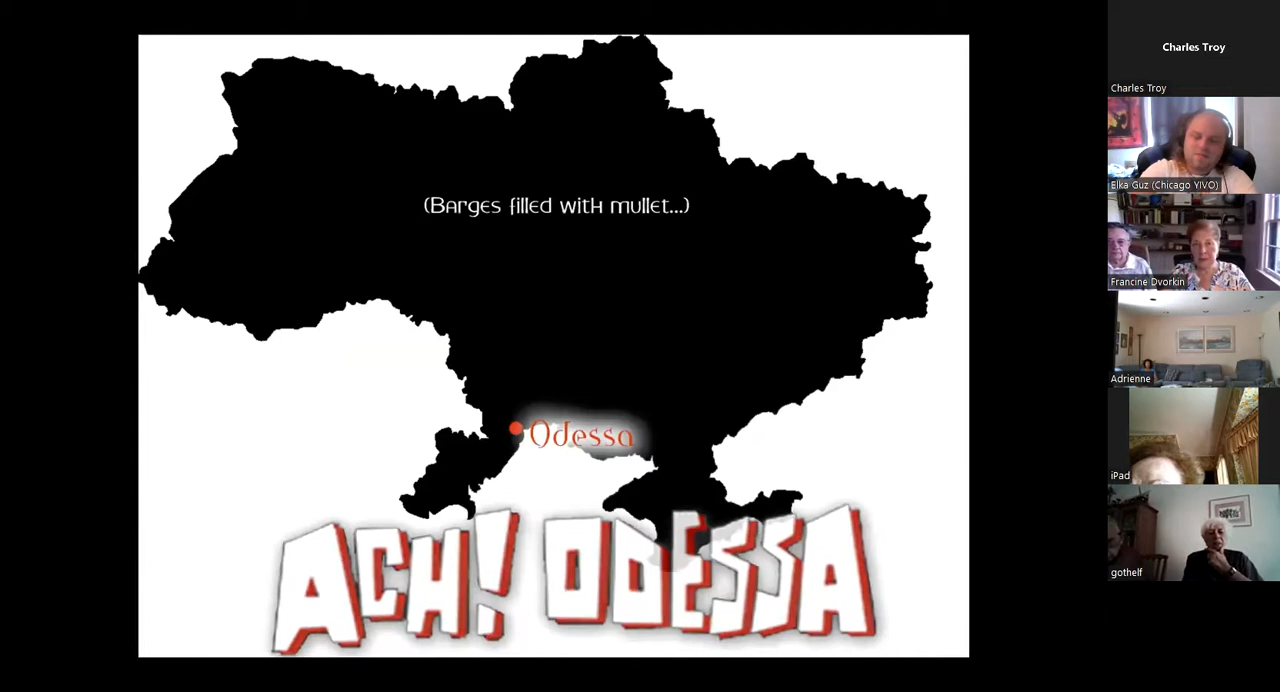 (Barges filled with mullet...)
Odessa
ACH! ODESSA
Charles Troy
Charles Troy
Elka Guz (Chicago YIVO)
Francine Dvorkin
Adrienne
iPad
gothelf